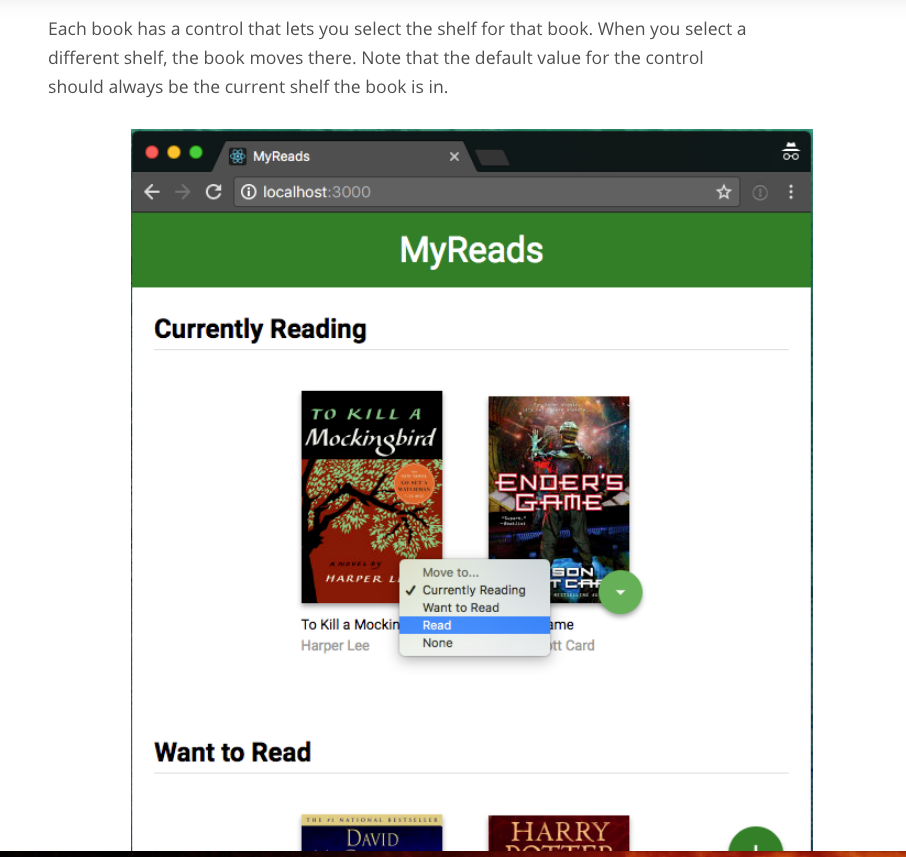 Each book has a control that lets you select the shelf for that book. When you select a
different shelf, the book moves there. Note that the default value for the control
should always be the current shelf the book is in.
MyReads
localhost:3000
MyReads
Currently Reading
TO KILL A
Mockingbird
A NOVEL BY
HARPER L
ENDER'S
GAME
SON
T CA
Move to...
✓ Currently Reading
Want to Read
Read
None
To Kill a Mockin
Harper Lee
ame
ott Card
Want to Read
THE #1 NATIONAL BESTSELLER
DAVID
HARRY
POTTER